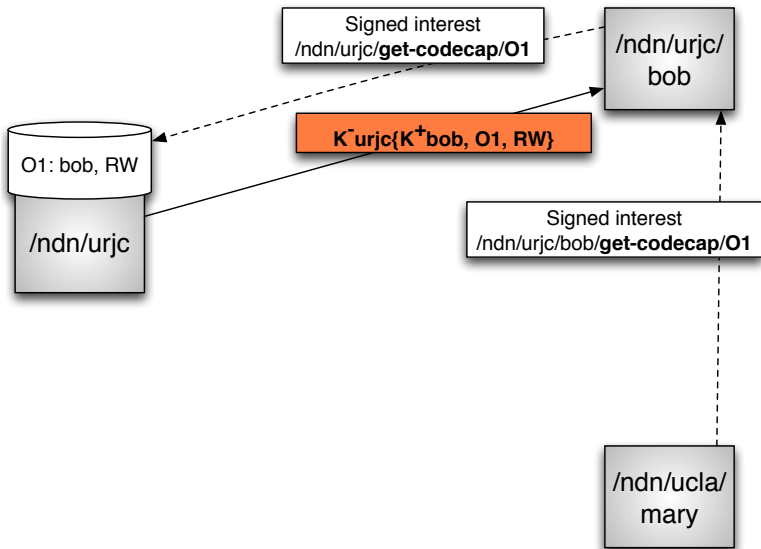 Signed interest
/ndn/urjc/get-codecap/O1
/ndn/urjc/
bob
K-urjc{K+bob, O1, RW}
O1: bob, RW
/ndn/urjc
Signed interest
/ndn/urjc/bob/get-codecap/O1
/ndn/ucla/
mary